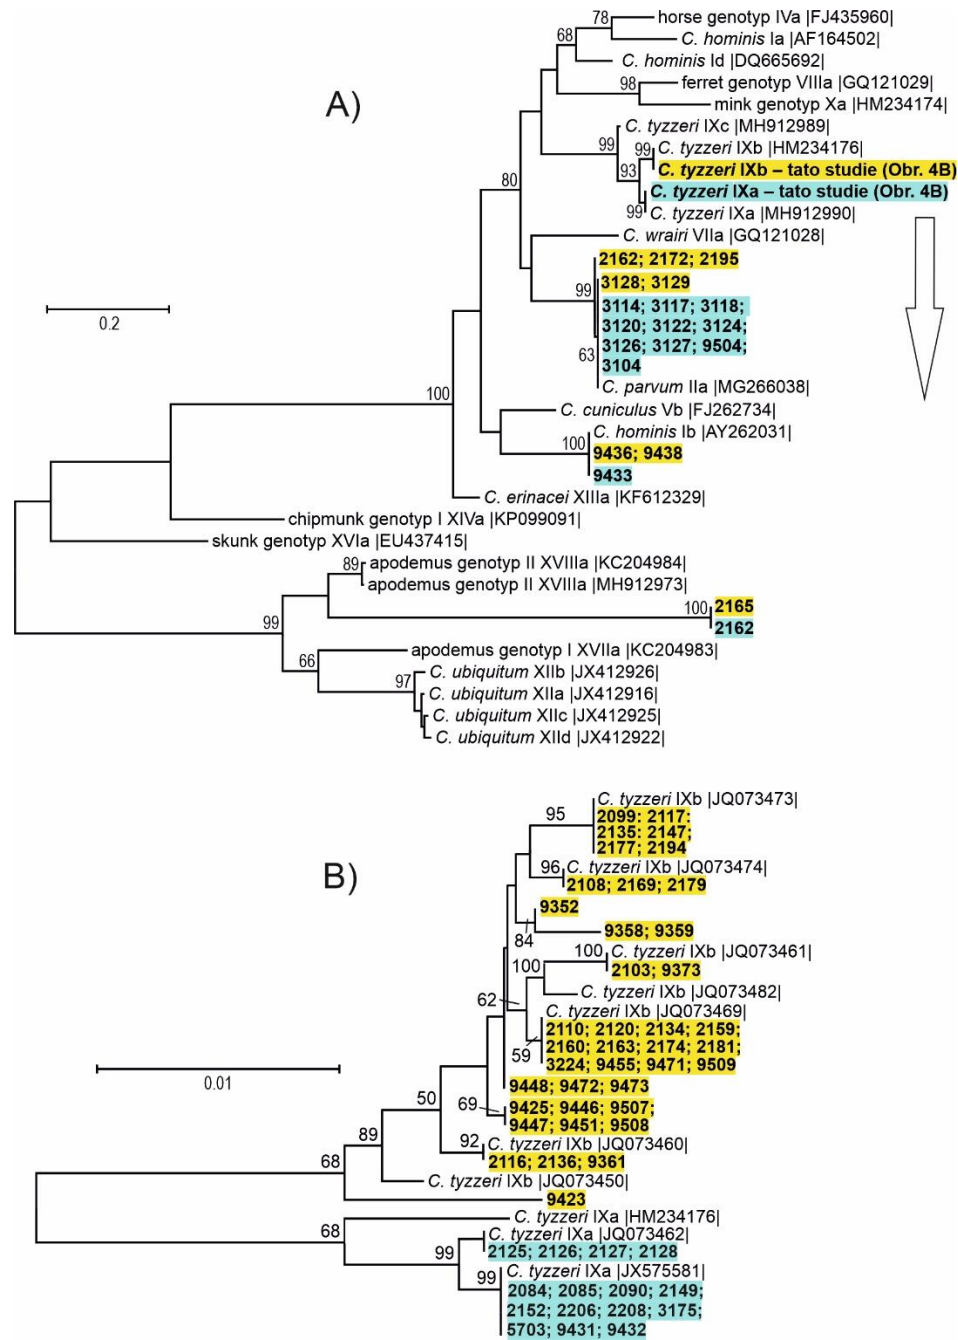 78
horse genotyp IVa |FJ435960|
68
C. hominis Ia |AF164502|
C. hominis Id |DQ665692|
98
ferret genotyp VIIIa |GQ121029|
A)
mink genotyp Xa |HM234174|
C. tyzzeri IXc |MH912989|
99
99
C. tyzzeri IXb |HM234176|
93
C. tyzzeri IXb – tato studie (Obr. 4B)
80
C. tyzzeri IXa – tato studie (Obr. 4B)
99
C. tyzzeri IXa |MH912990|
C. wrairi VIIa |GQ121028|
2162; 2172; 2195
99
3128; 3129
3114; 3117; 3118;
0.2
3120; 3122; 3124;
63
3126; 3127; 9504;
3104
C. parvum IIa |MG266038|
100
C. cuniculus Vb |FJ262734|
C. hominis Ib |AY262031|
100
9436; 9438
9433
C. erinacei XIIIa |KF612329|
chipmunk genotyp I XIVa |KP099091|
skunk genotyp XVIa |EU437415|
89
apodemus genotyp II XVIIIa |KC204984|
apodemus genotyp II XVIIIa |MH912973|
100
2165
99
2162
apodemus genotyp I XVIIa |KC204983|
66
C. ubiquitum XIIb |JX412926|
97
C. ubiquitum XIIa |JX412916|
C. ubiquitum XIIc |JX412925|
C. ubiquitum XIId |JX412922|
C. tyzzeri IXb |JQ073473|
95
2099: 2117:
2135: 2147;
2177; 2194
B)
96
C. tyzzeri IXb |JQ073474|
2108; 2169; 2179
9352
84
9358; 9359
100
C. tyzzeri IXb |JQ073461|
100
2103; 9373
C. tyzzeri IXb |JQ073482|
62
C. tyzzeri IXb |JQ073469|
2110; 2120; 2134; 2159;
59
2160; 2163; 2174; 2181;
3224; 9455; 9471; 9509
0.01
9448; 9472; 9473
50
69
9425; 9446; 9507;
9447; 9451; 9508
89
92
C. tyzzeri IXb |JQ073460|
2116; 2136; 9361
68
C. tyzzeri IXb |JQ073450|
9423
68
C. tyzzeri IXa |HM234176|
C. tyzzeri IXa |JQ073462|
99
2125; 2126; 2127; 2128
99
C. tyzzeri IXa |JX575581|
2084; 2085; 2090; 2149;
2152; 2206; 2208; 3175;
5703; 9431; 9432